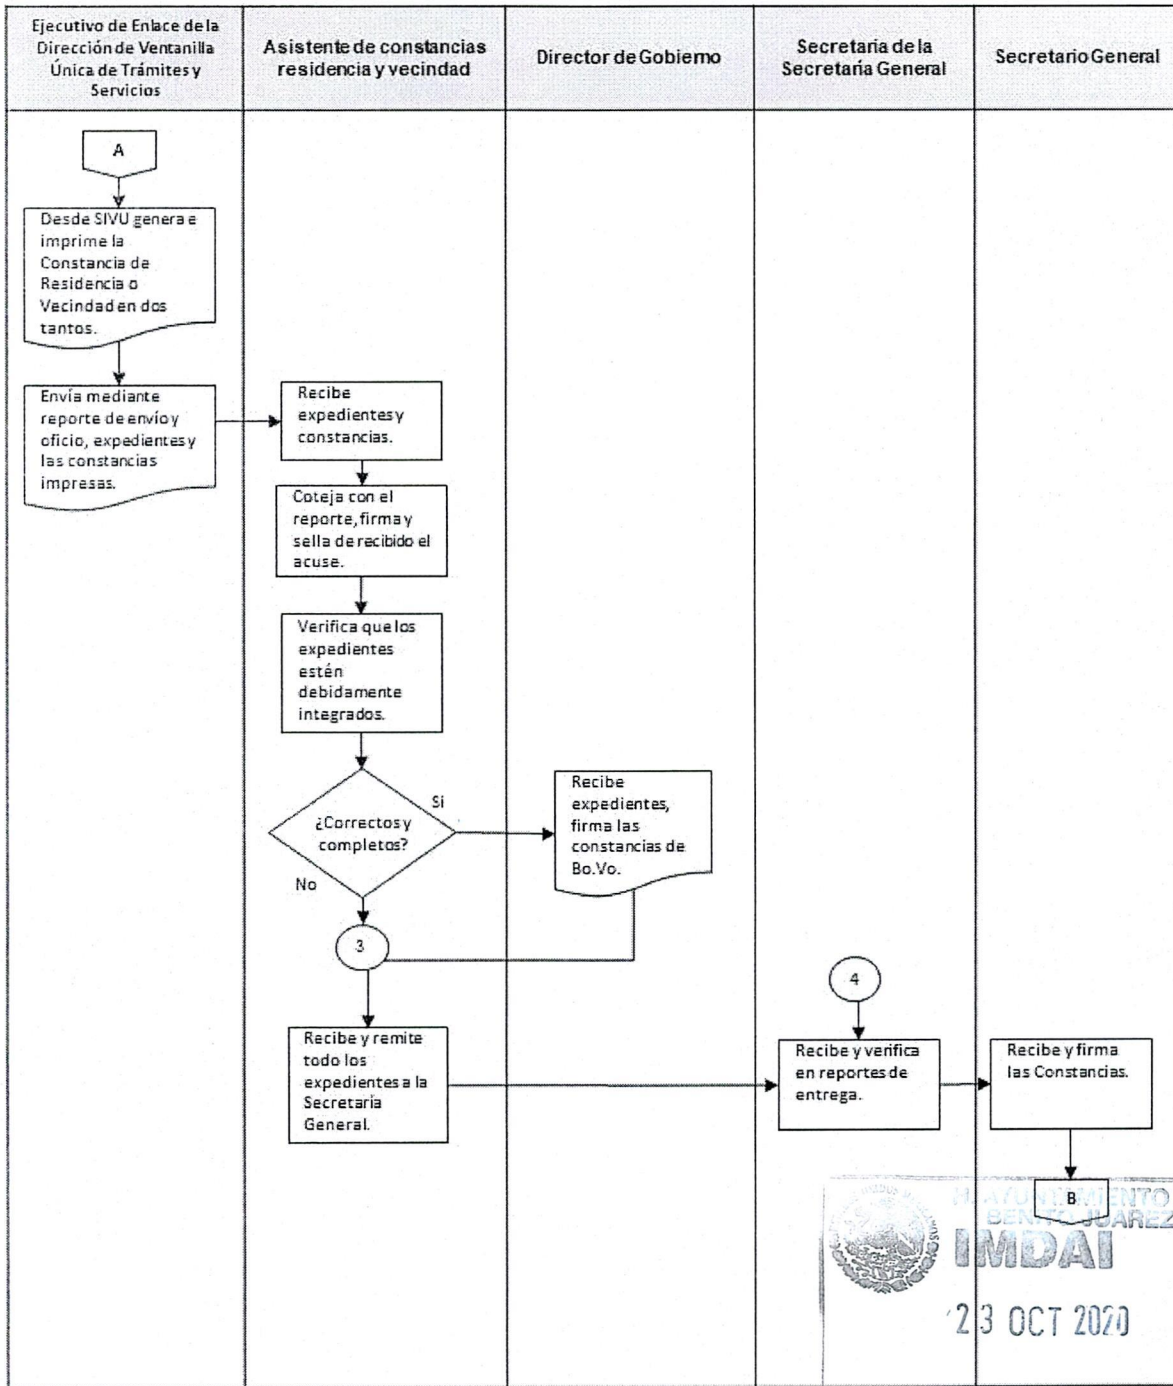 Ejecutivo de Enlace de la
Dirección de Ventanilla
Única de Trámites y
Servicios
Asistente de constancias
residencia y vecindad
Director de Gobierno
Secretaria de la
Secretaría General
Secretario General
A
Desde SIVU genera e
imprime la
Constancia de
Residencia o
Vecindad en dos
tantos.
Envía mediante
reporte de envío y
oficio, expedientes y
las constancias
impresas.
Recibe
expedientes y
constancias.
Coteja con el
reporte, firma y
sella de recibido el
acuse.
Verifica que los
expedientes
estén
debidamente
integrados.
¿Correctos y
completos?
Si
No
Recibe
expedientes,
firma las
constancias de
Bo.Vo.
3
Recibe y remite
todo los
expedientes a la
Secretaría
General.
4
Recibe y verifica
en reportes de
entrega.
Recibe y firma
las Constancias.
B
H. AYUNTAMIENTO
BENITO JUAREZ
IMDAI
23 OCT 2020